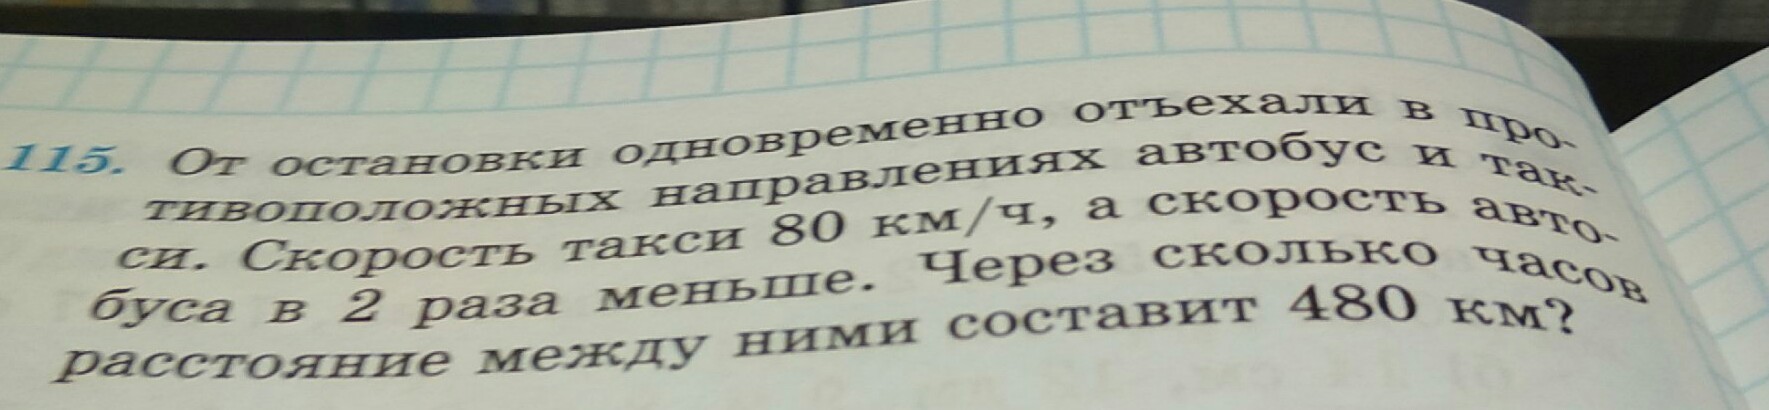 115. От остановки одновременно отъехали в про-
тивоположных направлениях автобус и так-
си. Скорость такси 80 км/ч, а скорость авто-
буса в 2 раза меньше. Через сколько часов
расстояние между ними составит 480 км?